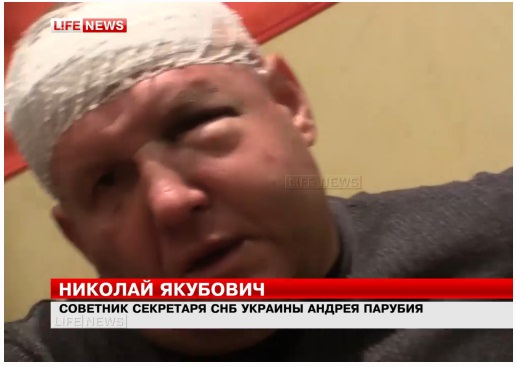 LIFE NEWS
LIFE NEWS
НИКОЛАЙ ЯКУБОВИЧ
СОВЕТНИК СЕКРЕТАРЯ СНБ УКРАИНЫ АНДРЕЯ ПАРУБИЯ
LIFE NEWS